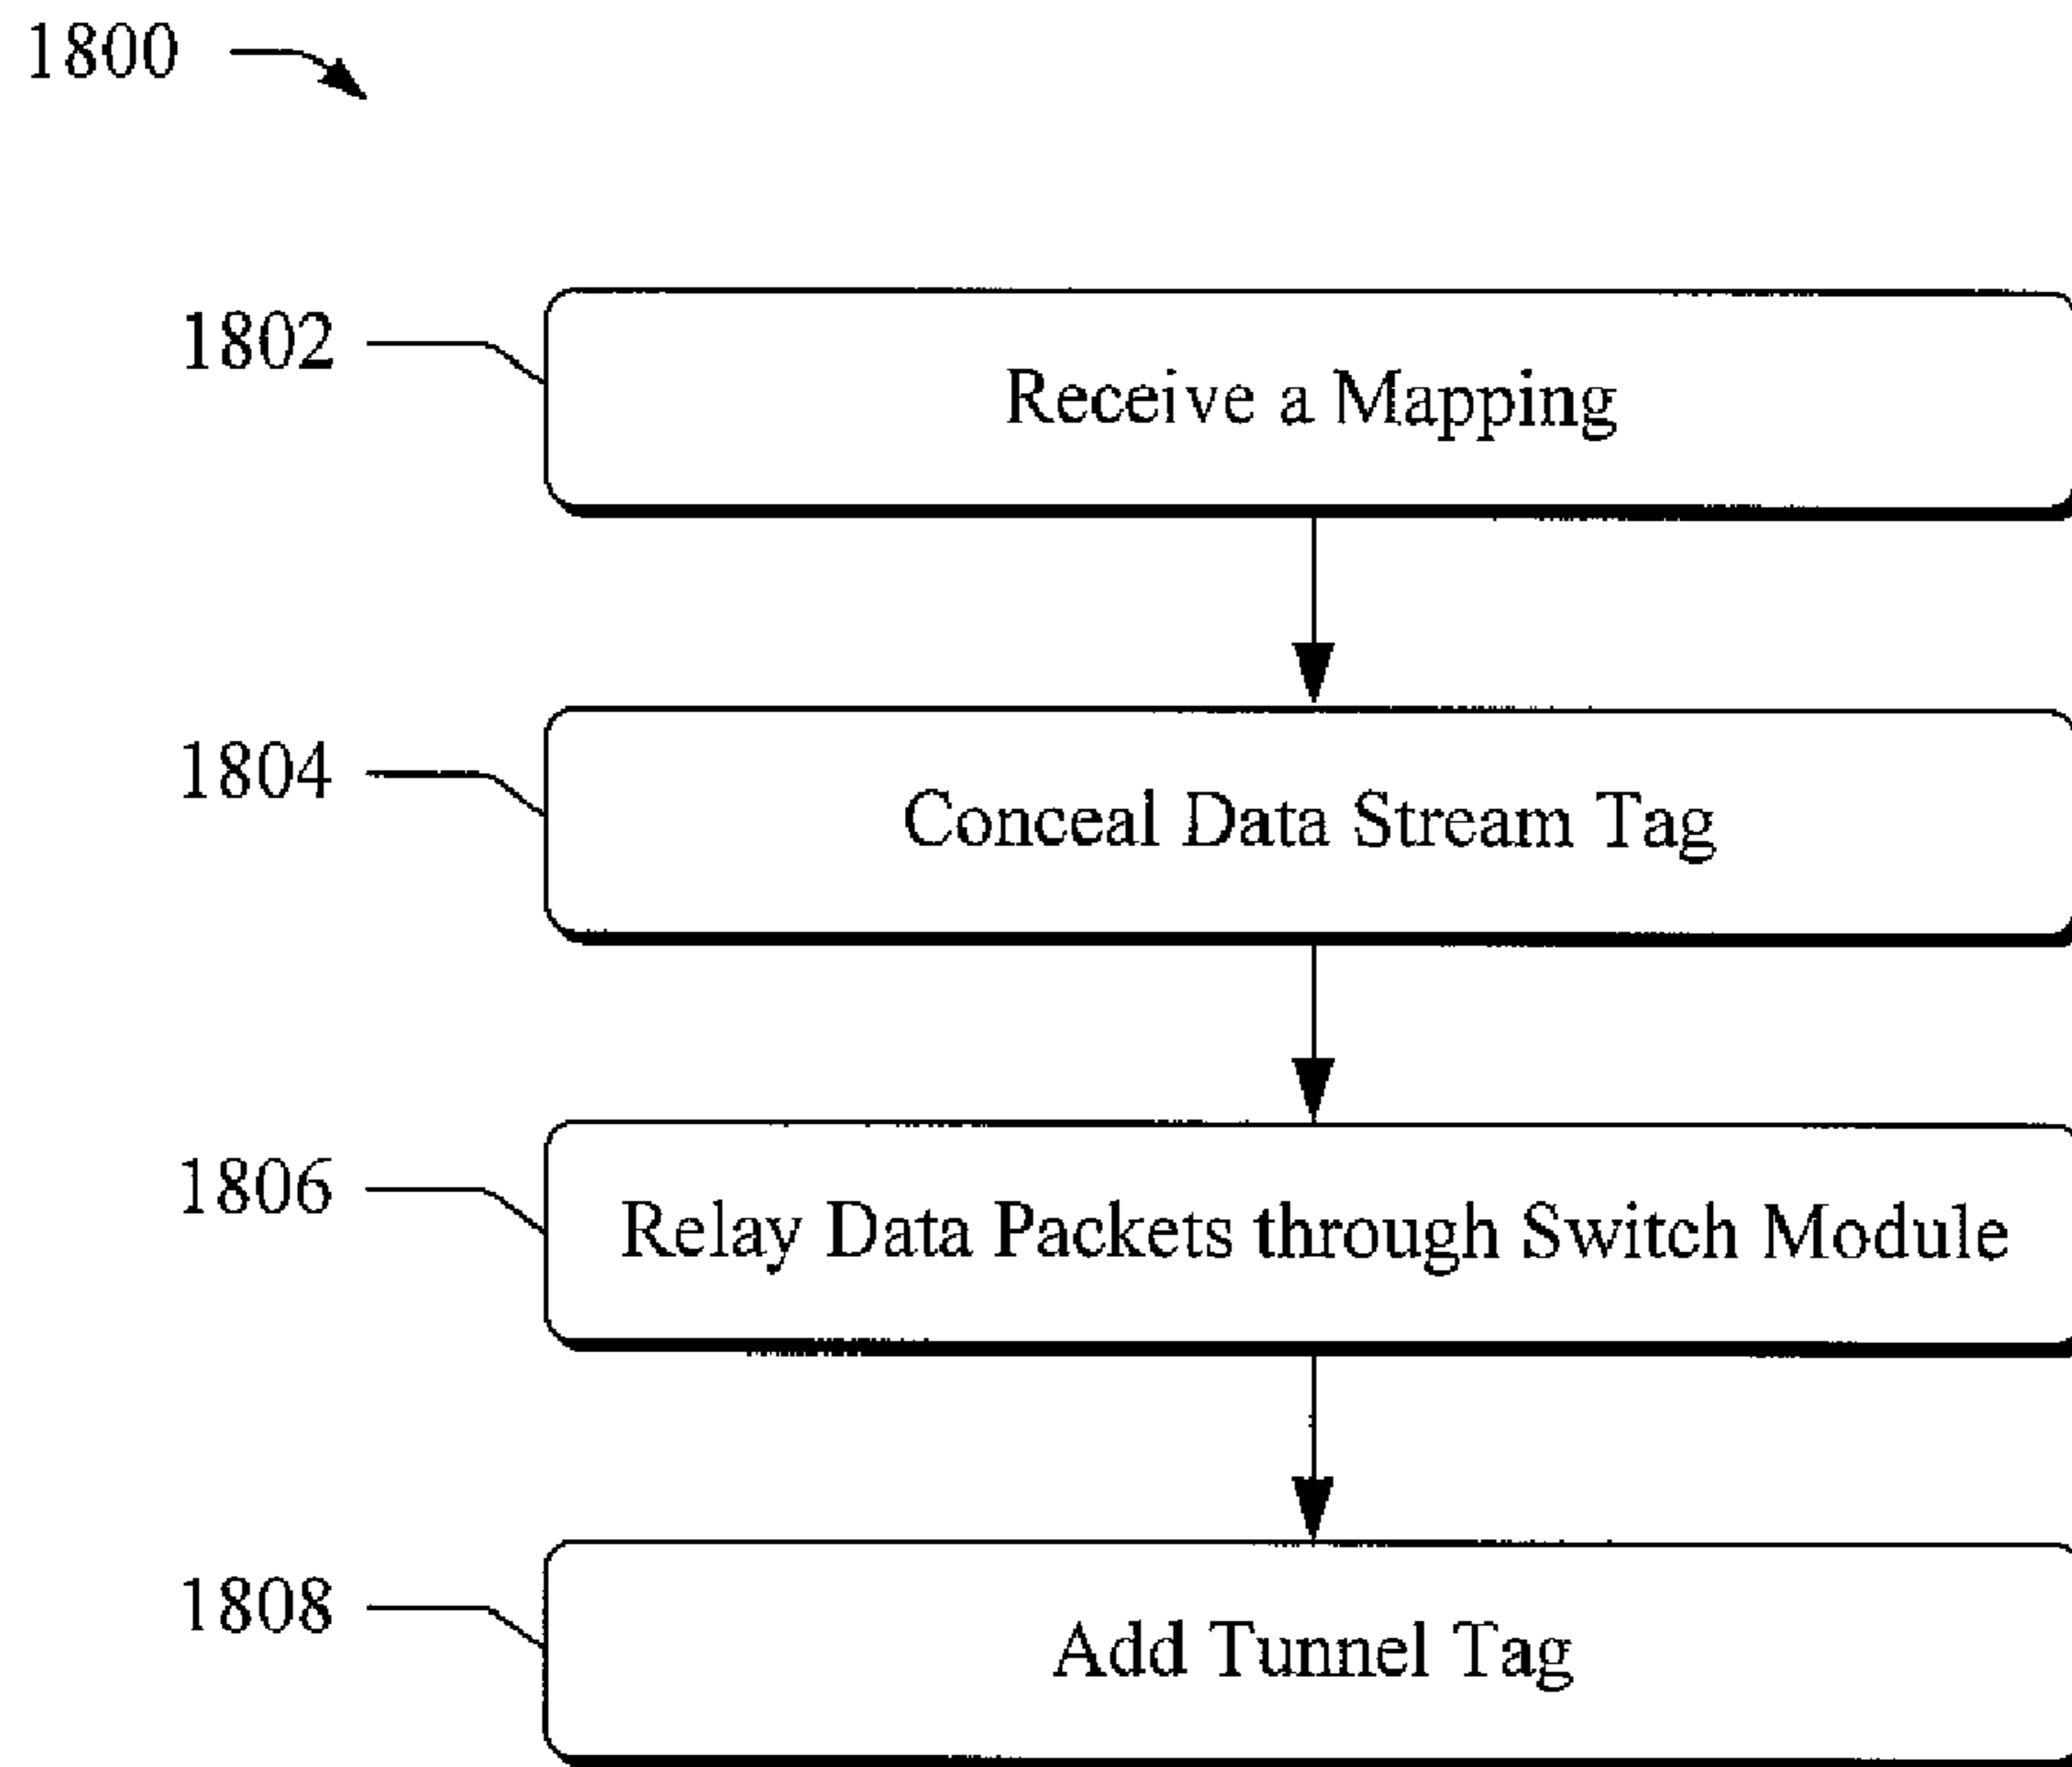 1800
1802
Receive a Mapping
1804
Conceal Data Stream Tag
1806
Relay Data Packets through Switch Module
1808
Add Tunnel Tag